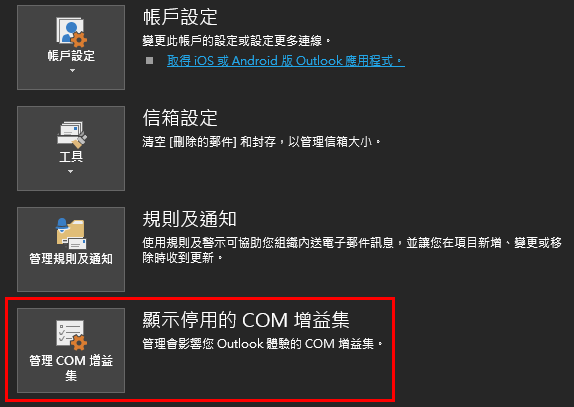 帳戶設定
帳戶設定
變更此帳戶的設定或設定更多連線。
取得 iOS 或 Android 版 Outlook 應用程式。
工具
信箱設定
清空 [刪除的郵件] 和封存，以管理信箱大小。
管理規則及通知
規則及通知
使用規則及警示可協助您組織內送電子郵件訊息，並讓您在項目新增、變更或移
除時收到更新。
管理 COM 增益
集
顯示停用的 COM 增益集
管理會影響您 Outlook 體驗的 COM 增益集。